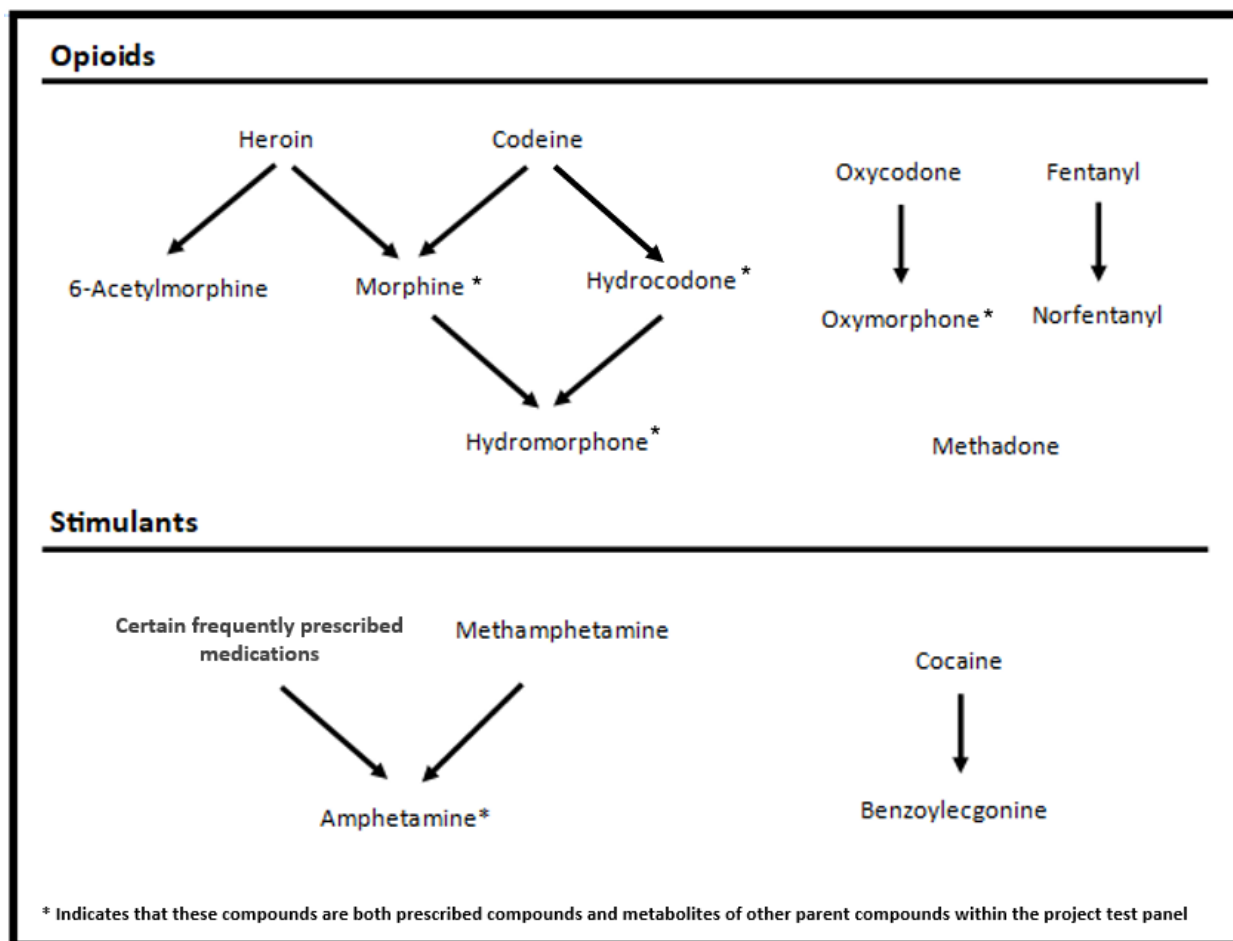 Opioids
Heroin
Codeine
Oxycodone
Fentanyl
6-Acetylmorphine
Morphine *
Hydrocodone *
Oxymorphone *
Norfentanyl
Hydromorphone *
Methadone
Stimulants
Certain frequently prescribed
medications
Methamphetamine
Cocaine
Amphetamine*
Benzoylecgonine
* Indicates that these compounds are both prescribed compounds and metabolites of other parent compounds within the project test panel